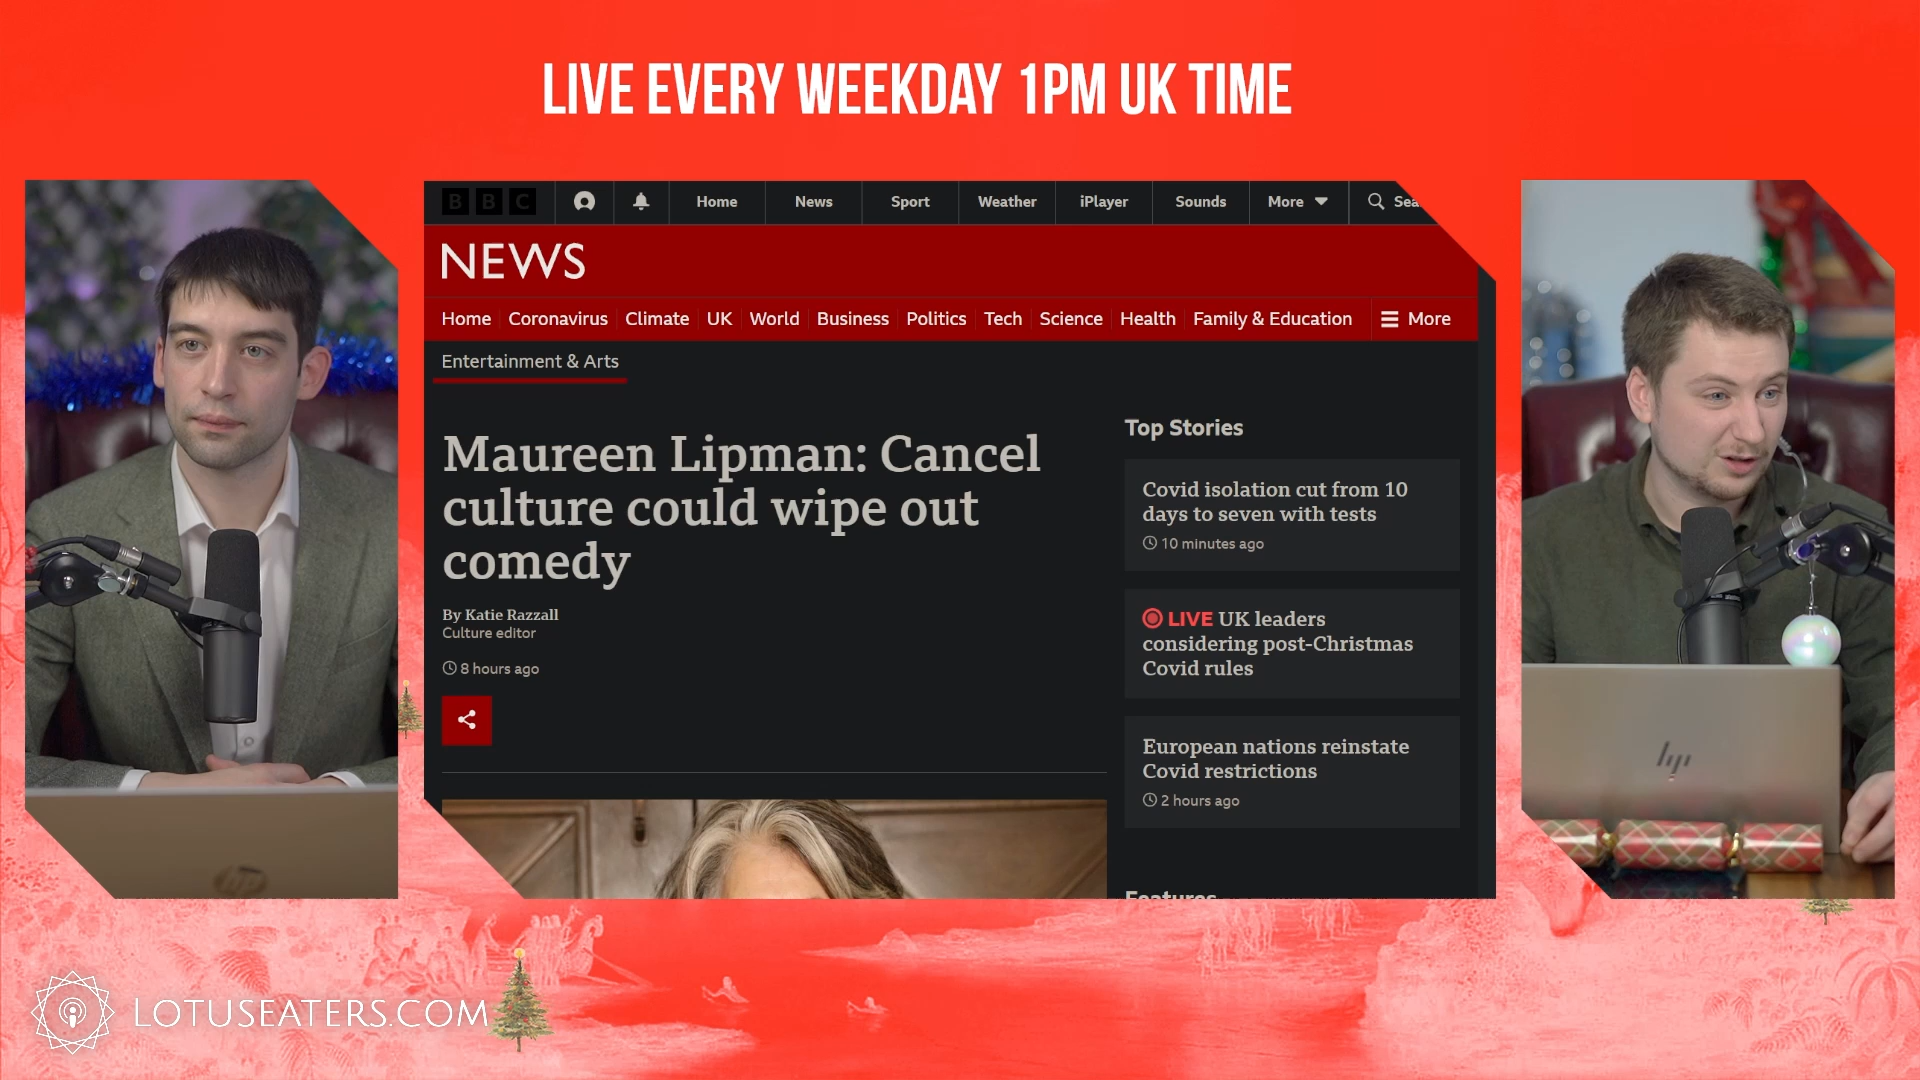 LIVE EVERY WEEKDAY 1PM UK TIME
BBC
Home
News
Sport
Weather
iPlayer
Sounds
More
NEWS
Home
Coronavirus
Climate
UK
World
Business
Politics
Tech
Science
Health
Family & Education
More
Entertainment & Arts
Maureen Lipman: Cancel
culture could wipe out
comedy
By Katie Razzall
Culture editor
8 hours ago
Top Stories
Covid isolation cut from 10
days to seven with tests
10 minutes ago
LIVE UK leaders
considering post-Christmas
Covid rules
European nations reinstate
Covid restrictions
2 hours ago
Features
hp
hp
LOTUSEATERS.COM